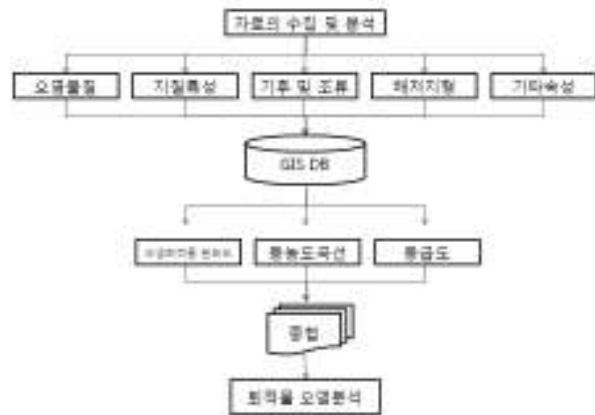 자료의 수집 및 분석
오염물질
지질특성
기후 및 조류
해저지형
기타속성
GIS DB
등농도곡선
등급도
중첩
퇴적물 오염분석